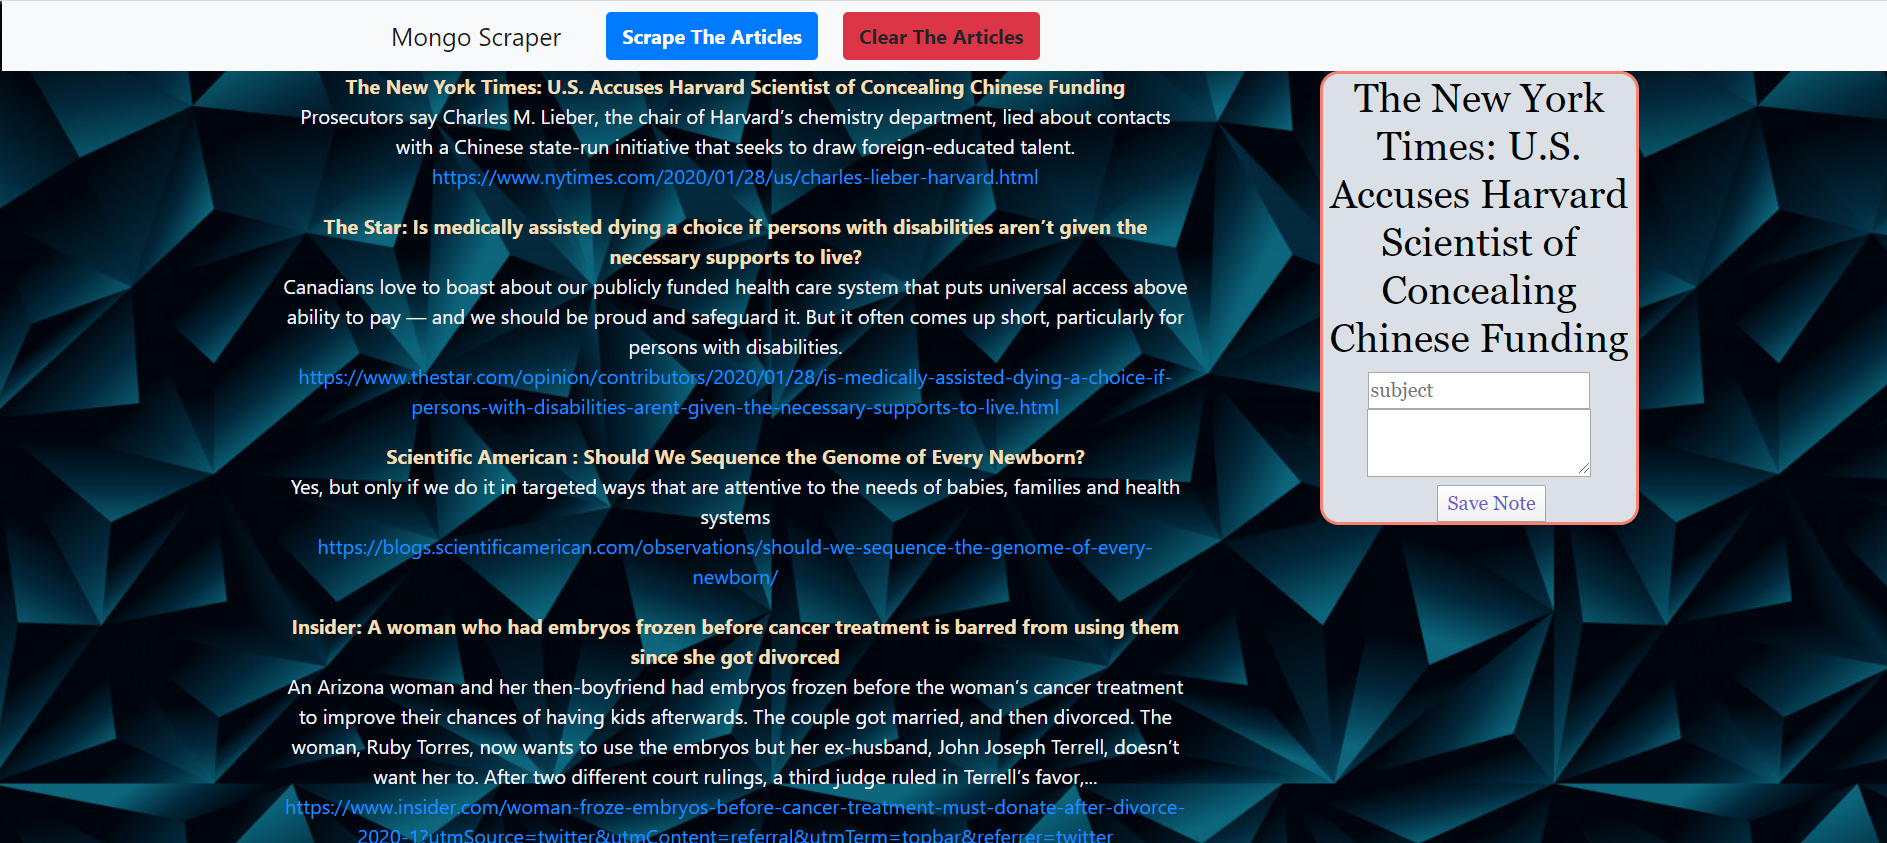 Mongo Scraper
Scrape The Articles
Clear The Articles
The New York Times: U.S. Accuses Harvard Scientist of Concealing Chinese Funding
Prosecutors say Charles M. Lieber, the chair of Harvard’s chemistry department, lied about contacts
with a Chinese state-run initiative that seeks to draw foreign-educated talent.
https://www.nytimes.com/2020/01/28/us/charles-lieber-harvard.html
The Star: Is medically assisted dying a choice if persons with disabilities aren’t given the
necessary supports to live?
Canadians love to boast about our publicly funded health care system that puts universal access above
ability to pay — and we should be proud and safeguard it. But it often comes up short, particularly for
persons with disabilities.
https://www.thestar.com/opinion/contributors/2020/01/28/is-medically-assisted-dying-a-choice-if-
persons-with-disabilities-arent-given-the-necessary-supports-to-live.html
Scientific American : Should We Sequence the Genome of Every Newborn?
Yes, but only if we do it in targeted ways that are attentive to the needs of babies, families and health
systems
https://blogs.scientificamerican.com/observations/should-we-sequence-the-genome-of-every-
newborn/
Insider: A woman who had embryos frozen before cancer treatment is barred from using them
since she got divorced
An Arizona woman and her then-boyfriend had embryos frozen before the woman’s cancer treatment
to improve their chances of having kids afterwards. The couple got married, and then divorced. The
woman, Ruby Torres, now wants to use the embryos but her ex-husband, John Joseph Terrell, doesn’t
want her to. After two different court rulings, a third judge ruled in Terrell’s favor,...
https://www.insider.com/woman-froze-embryos-before-cancer-treatment-must-donate-after-divorce-
2020-1?utmSource=twitter&utmContent=referral&utmTerm=topbar&referrer=twitter
The New York
Times: U.S.
Accuses Harvard
Scientist of
Concealing
Chinese Funding
subject
Save Note